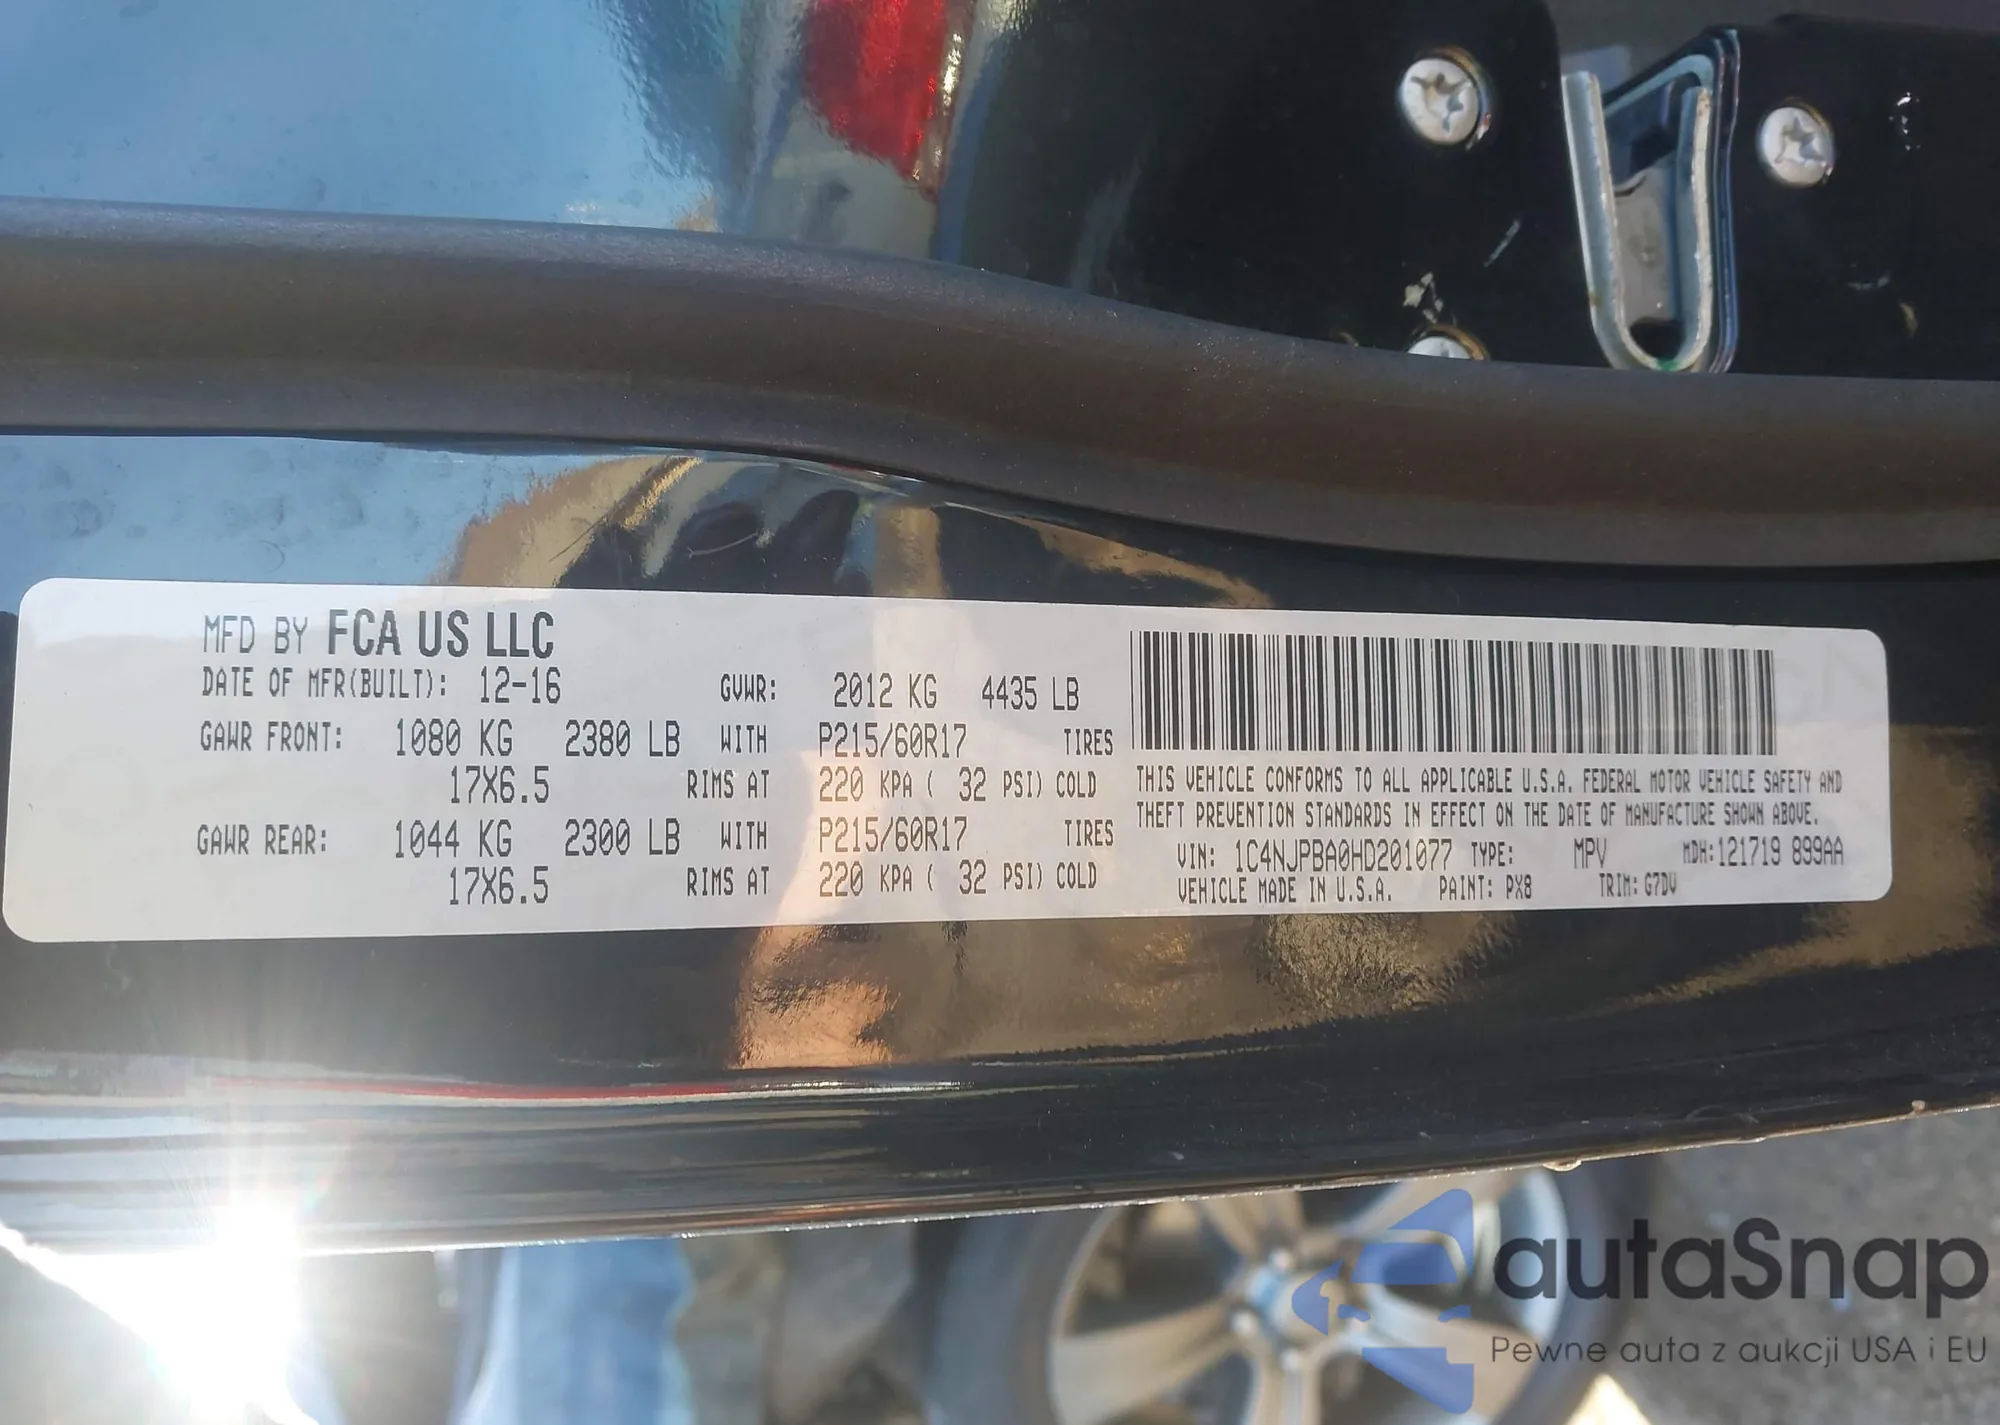 MFD BY FCA US LLC
DATE OF MFR(BUILT): 12-16 GVWR: 2012 KG 4435 LB
GAWR FRONT: 1080 KG 2380 LB WITH P215/60R17 TIRES
17X6.5 RIMS AT 220 KPA ( 32 PSI) COLD
GAWR REAR: 1044 KG 2300 LB WITH P215/60R17 TIRES
17X6.5 RIMS AT 220 KPA ( 32 PSI) COLD
THIS VEHICLE CONFORMS TO ALL APPLICABLE U.S.A. FEDERAL MOTOR VEHICLE SAFETY AND
THEFT PREVENTION STANDARDS IN EFFECT ON THE DATE OF MANUFACTURE SHOWN ABOVE.
VIN: 1C4NJPBA0HD201077 TYPE: MPV MDH:121719 899AA
VEHICLE MADE IN U.S.A. PAINT: PX8 TRIM: G7DV
autaSnap
Pewne auta z aukcji USA i EU